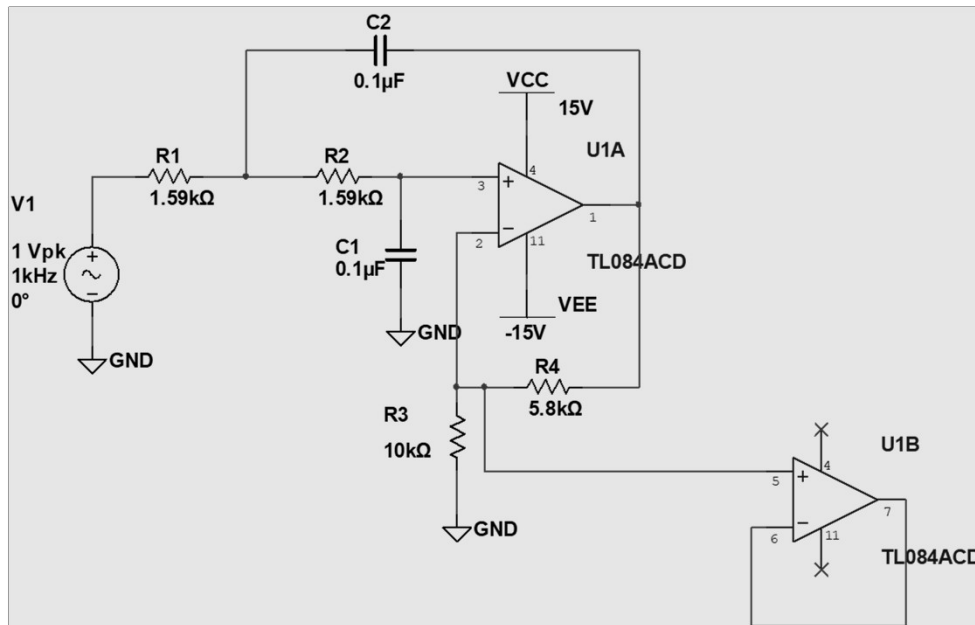 C2
0.1µF
VCC
15V
U1A
R1
1.59kΩ
R2
1.59kΩ
4
3
1
2
11
V1
1 Vpk
1kHz
0°
C1
0.1µF
TL084ACD
VEE
-15V
GND
GND
R4
5.8kΩ
R3
10kΩ
U1B
4
5
7
6
11
GND
TL084ACD